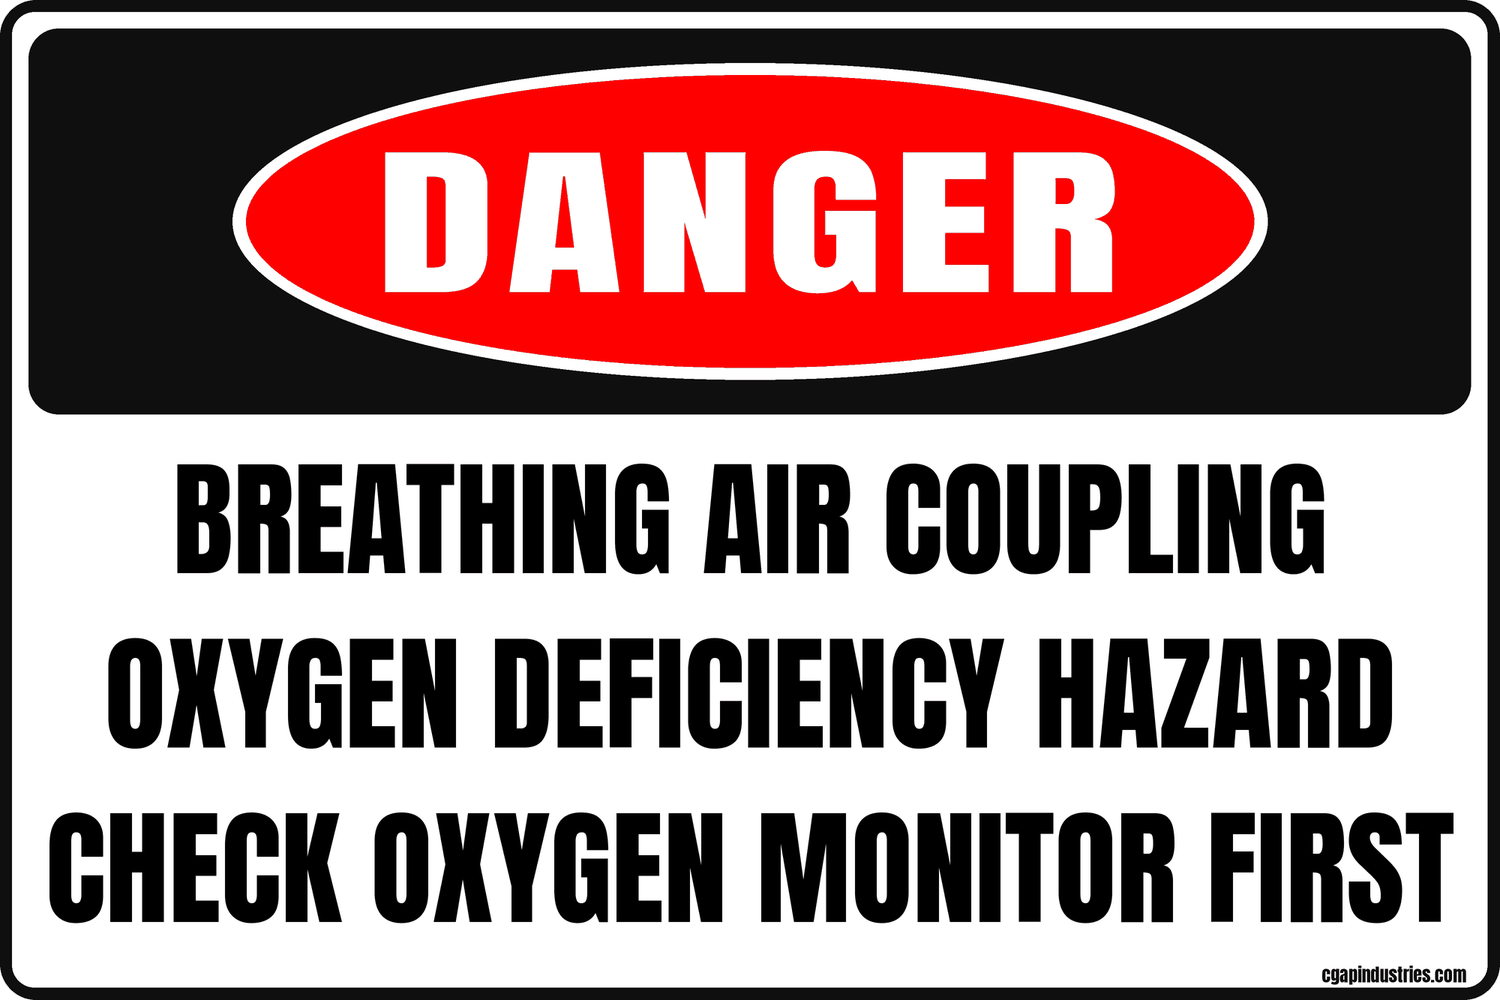 DANGER
BREATHING AIR COUPLING
OXYGEN DEFICIENCY HAZARD
CHECK OXYGEN MONITOR FIRST
cgapindustries.com